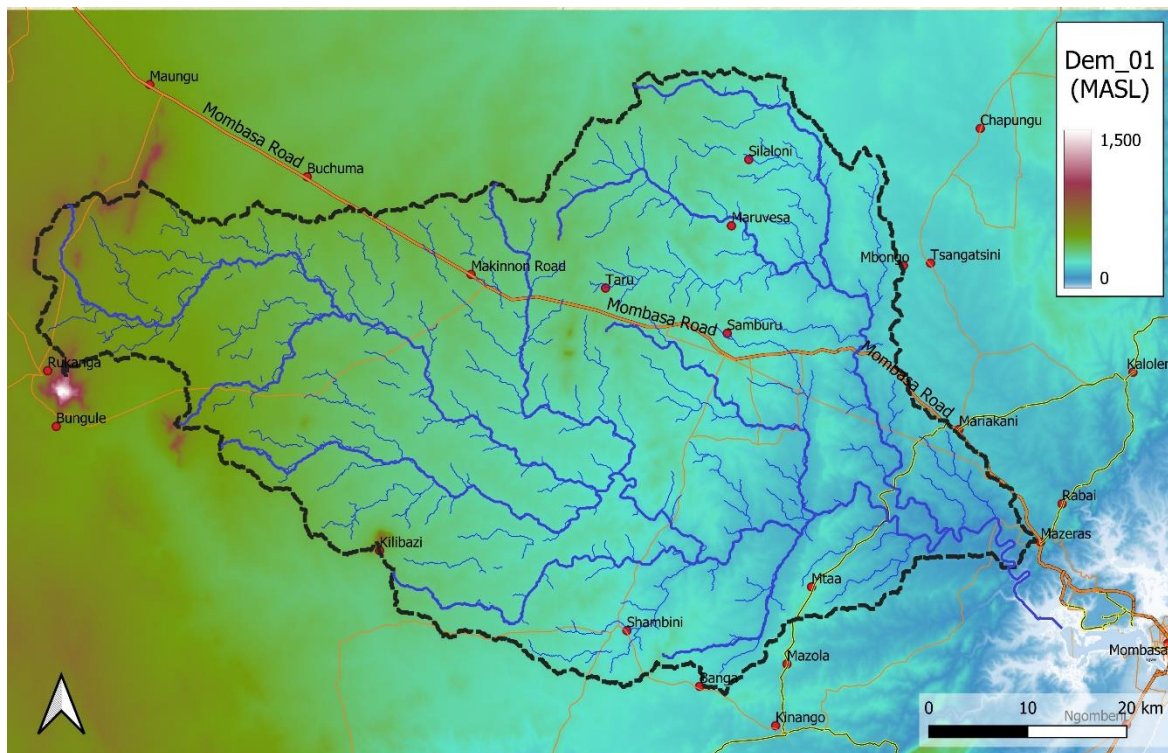 Dem_01
(MASL)
1,500
0
Maungu
Mombasa Road
Chapungu
Buchuma
Silaloni
Maruvesa
Makinnon Road
Mbongo
Tsangatsini
Taru
Mombasa Road
Samburu
Mombasa Road
Rukanga
Kaloler
Bungule
Mariakani
Rabai
Kilibazi
Mazeras
Mtaa
Shambini
Mombasa
Mazola
Banga
Kinango
Ngombeni
0 10 20 km